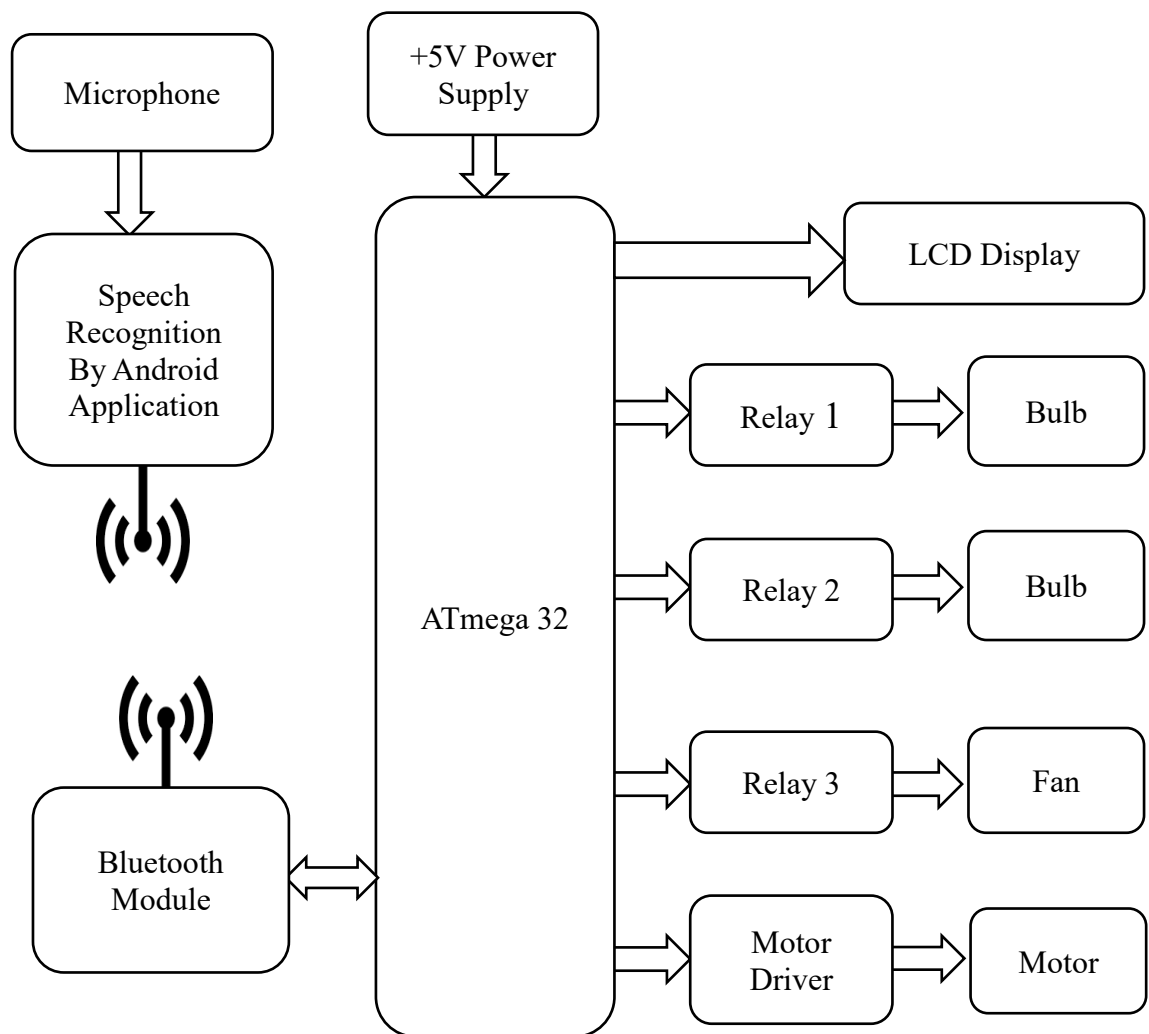 Microphone
+5V Power
Supply
Speech
Recognition
By Android
Application
LCD Display
Relay 1
Bulb
Relay 2
Bulb
ATmega 32
Relay 3
Fan
Bluetooth
Module
Motor
Driver
Motor